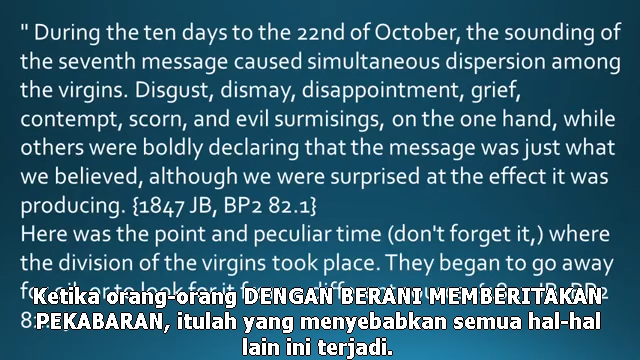 " During the ten days to the 22nd of October, the sounding of
the seventh message caused simultaneous dispersion among
the virgins. Disgust, dismay, disappointment, grief,
contempt, scorn, and evil surmisings, on the one hand, while
others were boldly declaring that the message was just what
we believed, although we were surprised at the effect it was
producing. {1847 JB, BP2 82.1}
Here was the point and peculiar time (don't forget it,) where
the division of the virgins took place. They began to go away
Ketika orang-orang DENGAN BERANI MEMBERITAKAN
PEKABARAN, itulah yang menyebabkan semua hal-hal
lain ini terjadi.